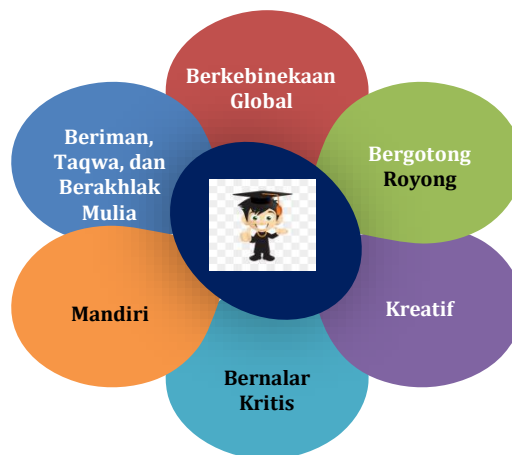 Berkebinekaan
Global
Beriman,
Taqwa, dan
Berakhlak
Mulia
Bergotong
Royong
Mandiri
Kreatif
Bernalar
Kritis